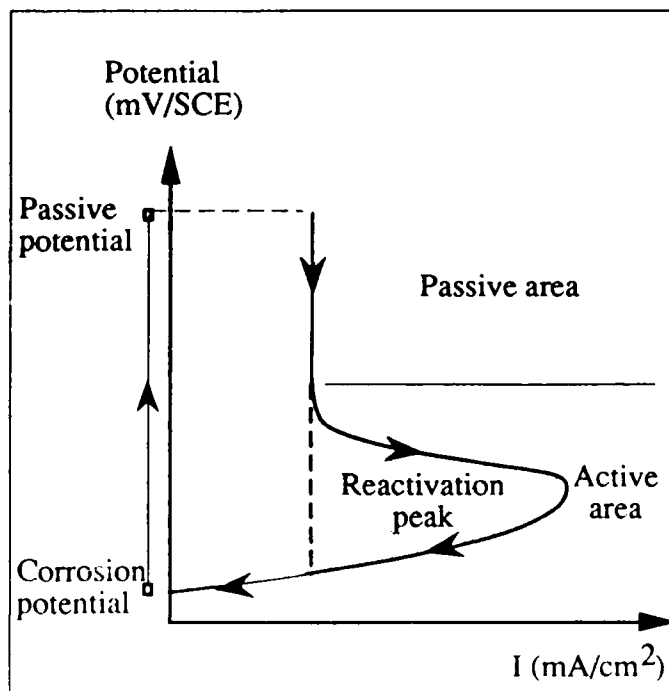 Potential
(mV/SCE)
Passive
potential
Passive area
Reactivation
peak
Active
area
Corrosion
potential
I (mA/cm²)